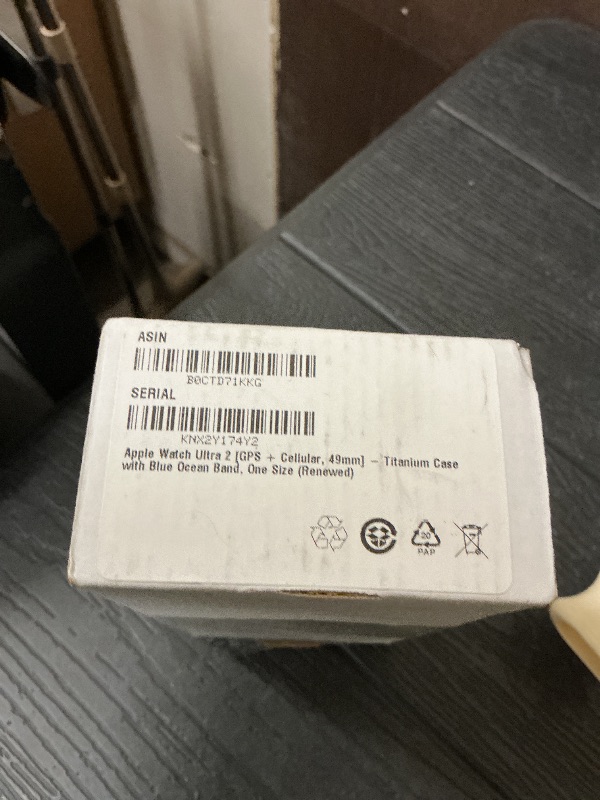 ASIN
B0CTD71KKG
SERIAL
KNX2Y174Y2
Apple Watch Ultra 2 [GPS + Cellular, 49mm] – Titanium Case
with Blue Ocean Band, One Size (Renewed)
20
PAP